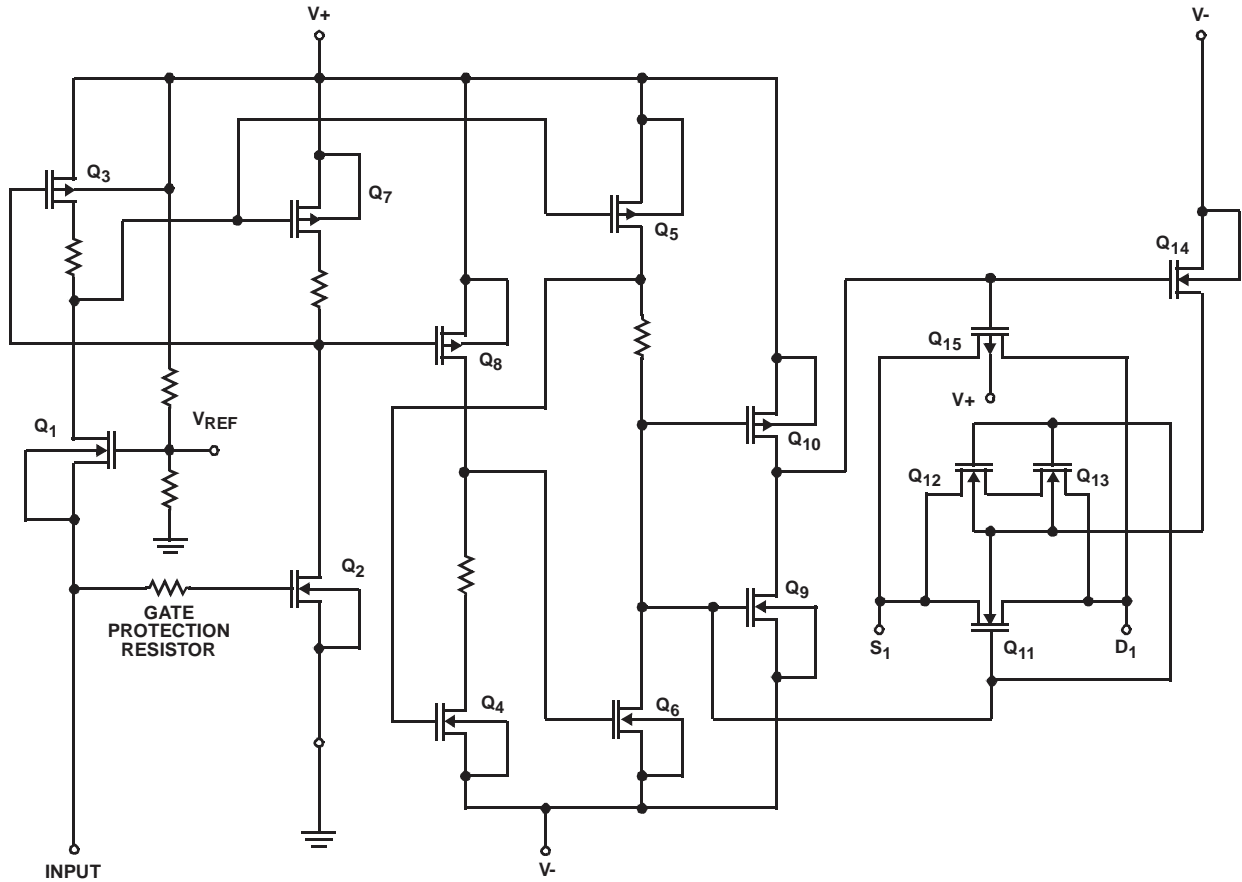 V+
V-
Q3
Q7
Q5
Q14
Q8
Q15
V+
Q1
VREF
Q10
Q12
Q13
Q2
Q9
GATE
PROTECTION
RESISTOR
S1
Q11
D1
Q4
Q6
INPUT
V-